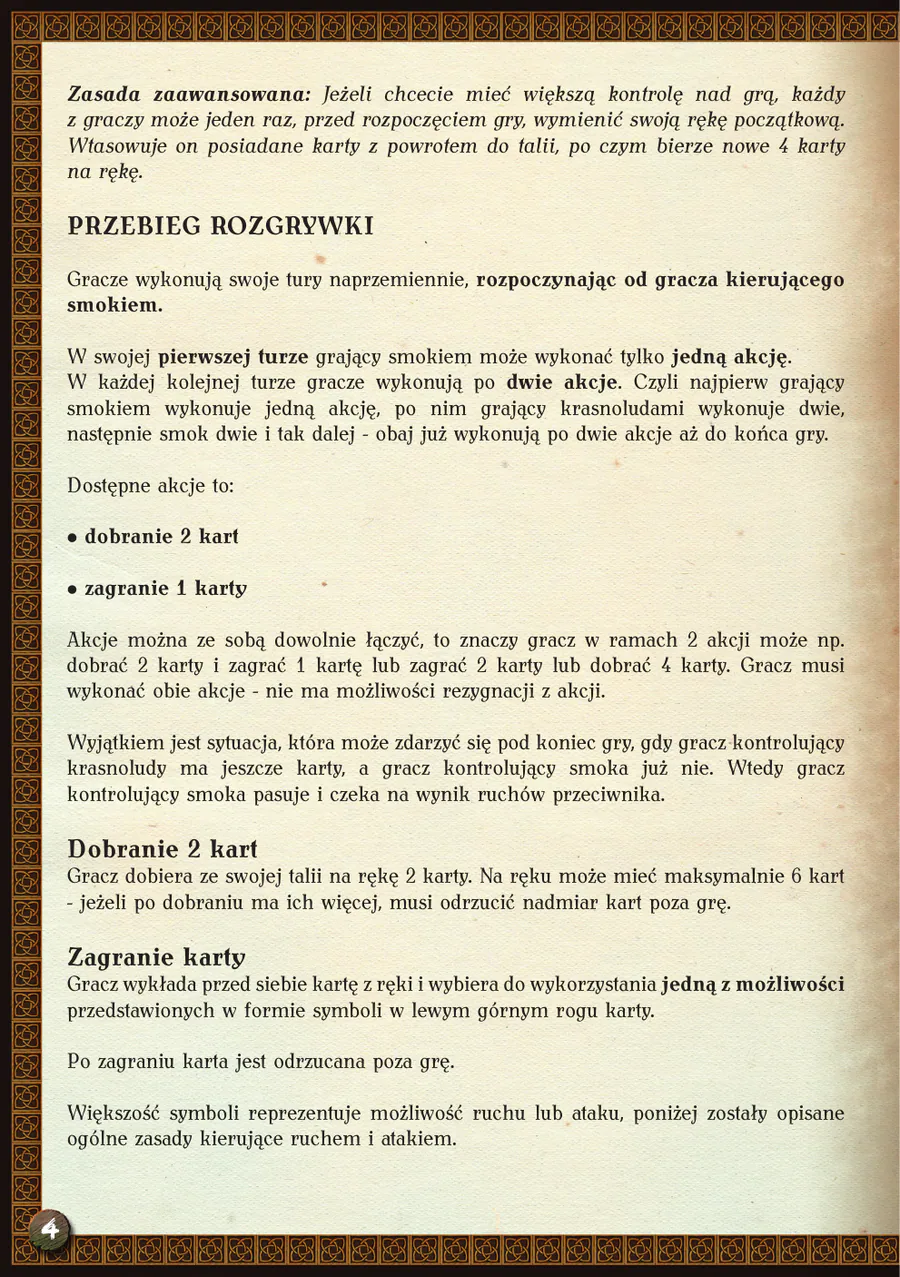 Zasada zaawansowana: Jeżeli chcecie mieć większą kontrolę nad grą, każdy
z graczy może jeden raz, przed rozpoczęciem gry, wymienić swoją rękę początkową.
Wtasowuje on posiadane karty z powrotem do talii, po czym bierze nowe 4 karty
na rękę.
PRZEBIEG ROZGRYWKI
Gracze wykonują swoje tury naprzemiennie, rozpoczynając od gracza kierującego
smokiem.
W swojej pierwszej turze grający smokiem może wykonać tylko jedną akcję.
W każdej kolejnej turze gracze wykonują po dwie akcje. Czyli najpierw grający
smokiem wykonuje jedną akcję, po nim grający krasnoludami wykonuje dwie,
następnie smok dwie i tak dalej - obaj już wykonują po dwie akcje aż do końca gry.
Dostępne akcje to:
● dobranie 2 kart
● zagranie 1 karty
Akcje można ze sobą dowolnie łączyć, to znaczy gracz w ramach 2 akcji może np.
dobrać 2 karty i zagrać 1 kartę lub zagrać 2 karty lub dobrać 4 karty. Gracz musi
wykonać obie akcje - nie ma możliwości rezygnacji z akcji.
Wyjątkiem jest sytuacja, która może zdarzyć się pod koniec gry, gdy gracz kontrolujący
krasnoludy ma jeszcze karty, a gracz kontrolujący smoka już nie. Wtedy gracz
kontrolujący smoka pasuje i czeka na wynik ruchów przeciwnika.
Dobranie 2 kart
Gracz dobiera ze swojej talii na rękę 2 karty. Na ręku może mieć maksymalnie 6 kart
- jeżeli po dobraniu ma ich więcej, musi odrzucić nadmiar kart poza grę.
Zagranie karty
Gracz wykłada przed siebie kartę z ręki i wybiera do wykorzystania jedną z możliwości
przedstawionych w formie symboli w lewym górnym rogu karty.
Po zagraniu karta jest odrzucana poza grę.
Większość symboli reprezentuje możliwość ruchu lub ataku, poniżej zostały opisane
ogólne zasady kierujące ruchem i atakiem.
4